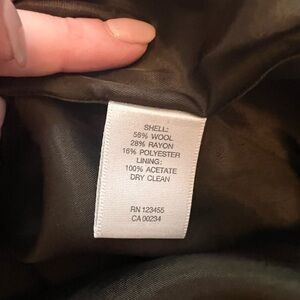 SHELL:
56% WOOL
28% RAYON
16% POLYESTER
LINING:
100% ACETATE
DRY CLEAN
RN 123455
CA 00234